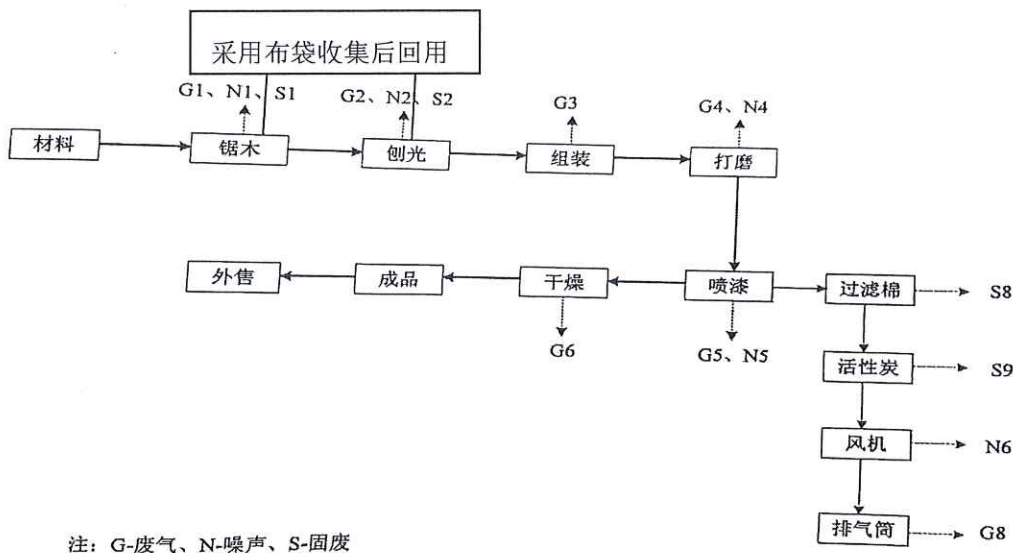 采用布袋收集后回用
G1、N1、S1
G2、N2、S2
G3
G4、N4
材料
锯木
刨光
组装
打磨
外售
成品
干燥
喷漆
过滤棉
S8
G6
G5、N5
活性炭
S9
风机
N6
排气筒
G8
注：G-废气、N-噪声、S-固废